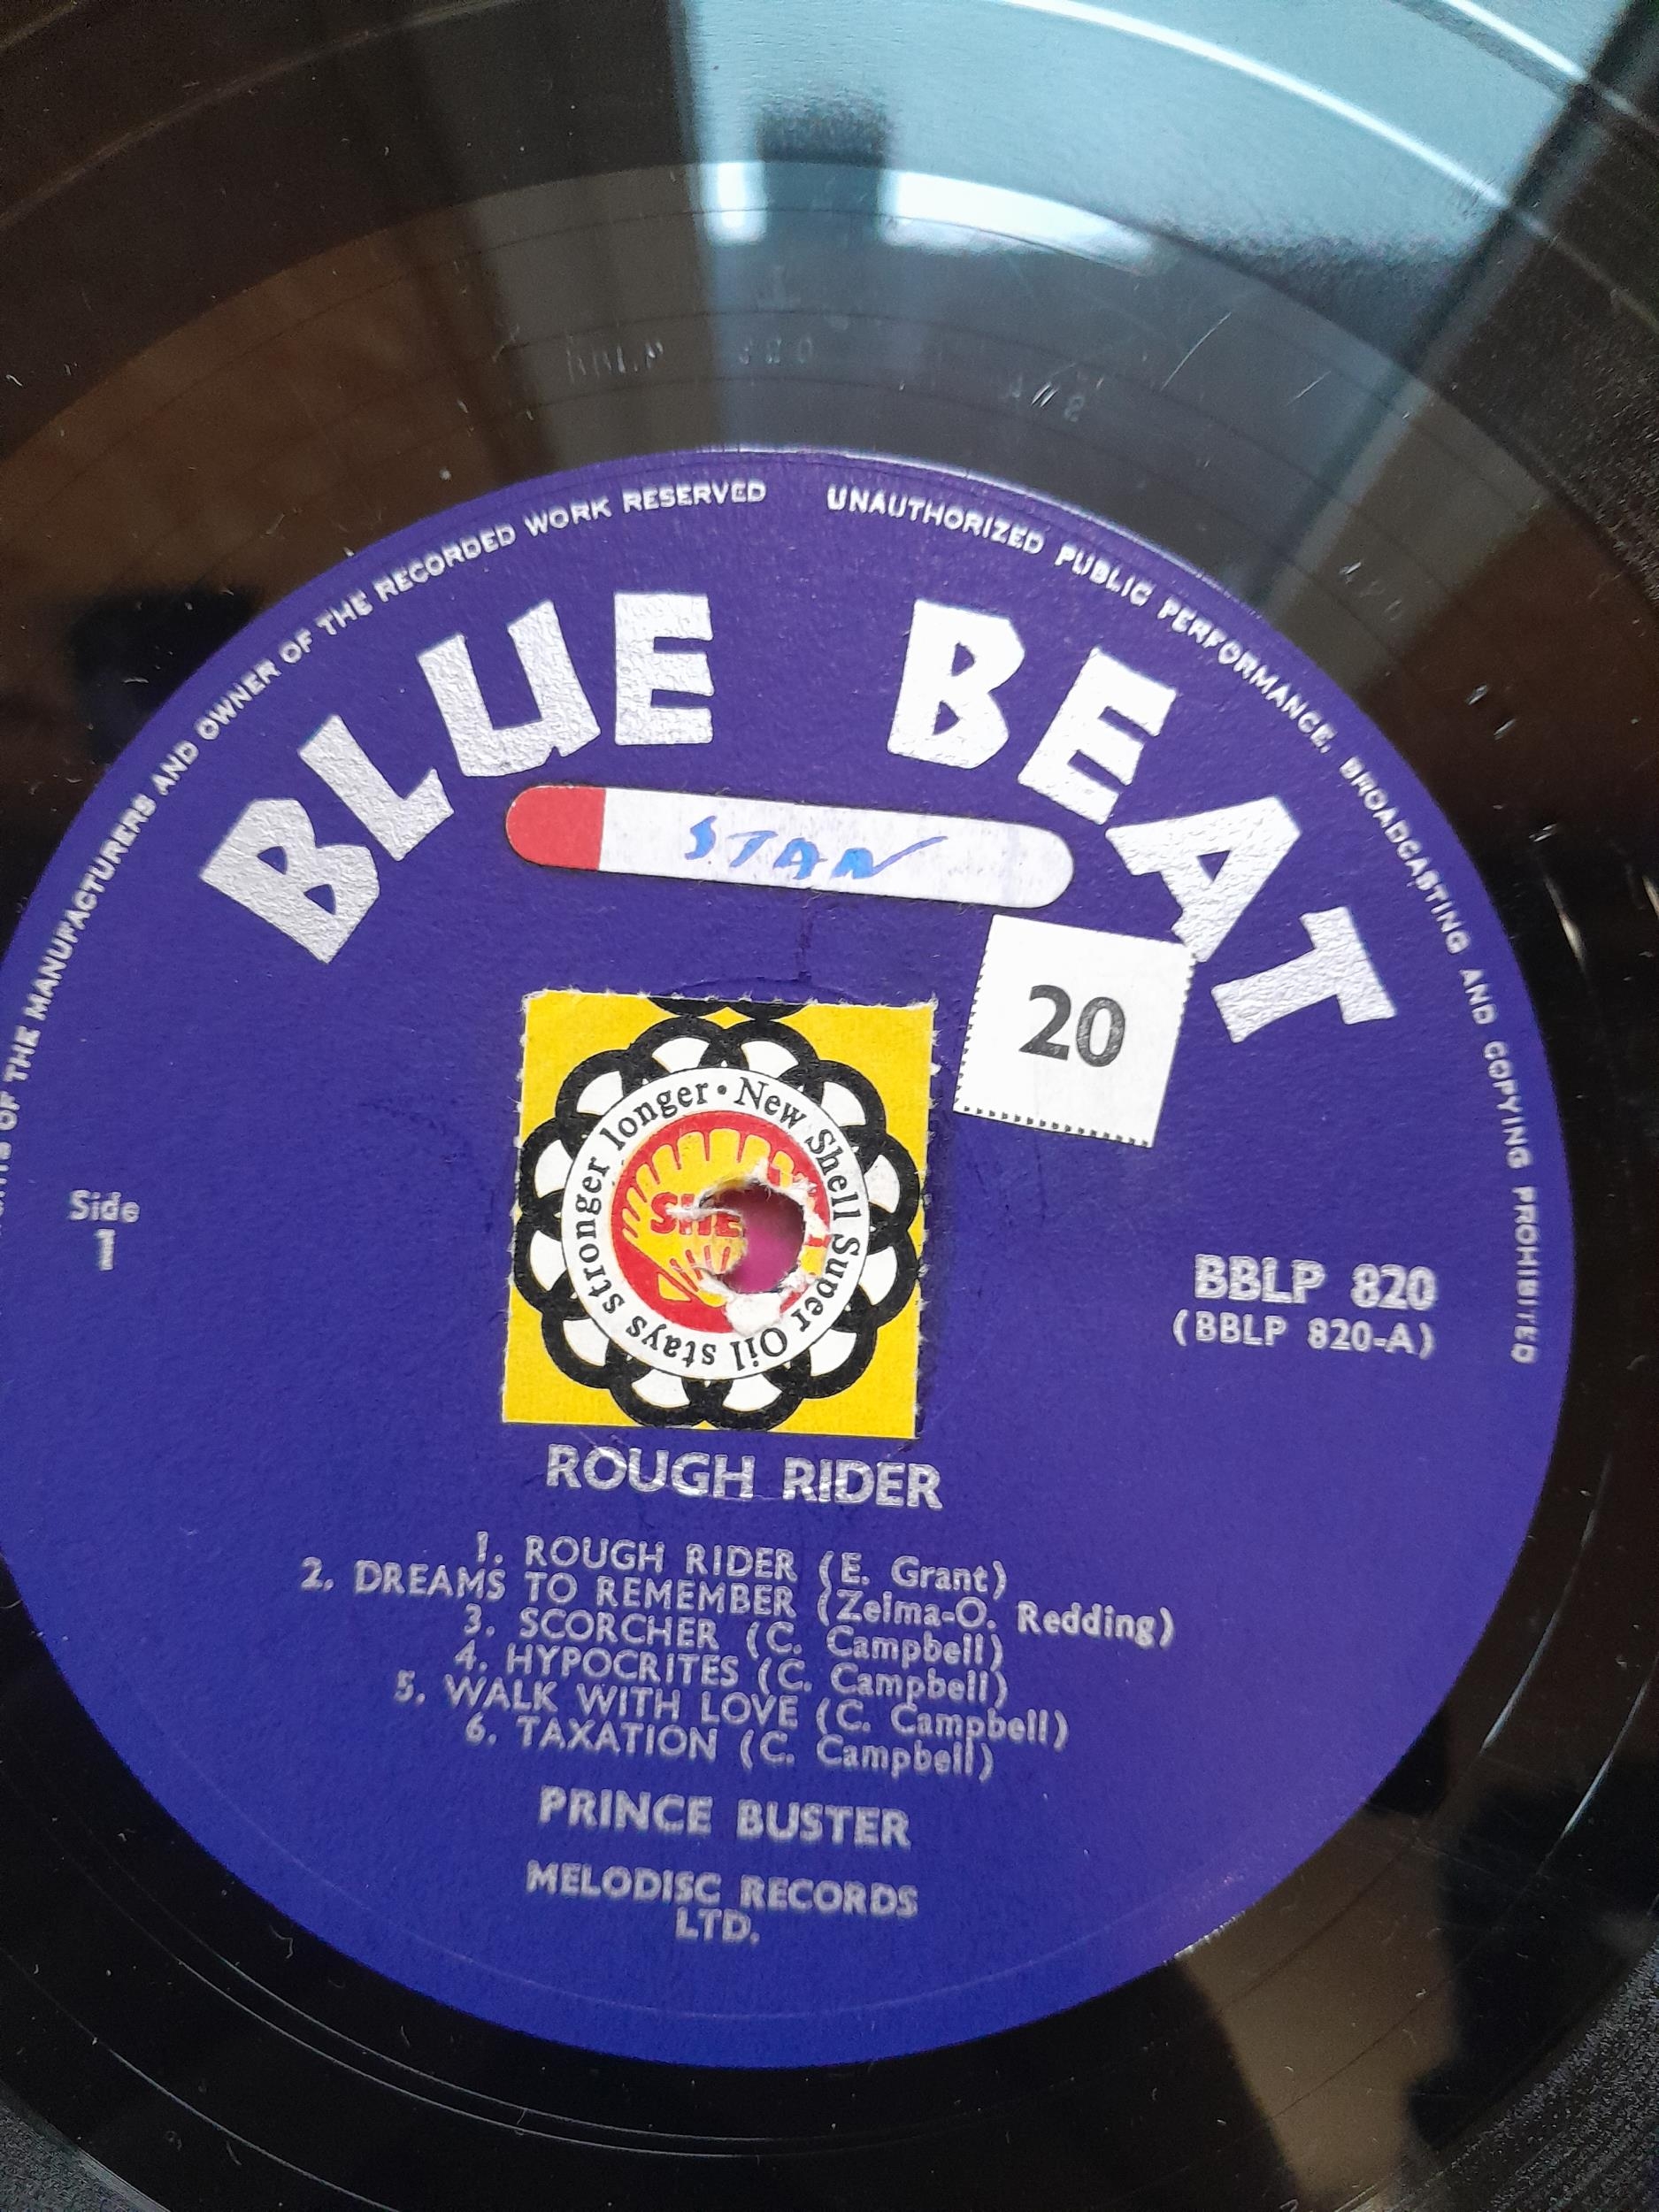 BBLP 820
OF THE MANUFACTURERS AND OWNER OF THE RECORDED WORK RESERVED
UNAUTHORIZED PUBLIC PERFORMANCE, BROADCASTING AND COPYING PROHIBITED
BLUE BEAT
STAN
20
stays stronger longer • New Shell Super Oil
Side
1
BBLP 820
(BBLP 820-A)
ROUGH RIDER
1. ROUGH RIDER (E. Grant)
2. DREAMS TO REMEMBER (Zelma-O. Redding)
3. SCORCHER (C. Campbell)
4. HYPOCRITES (C. Campbell)
5. WALK WITH LOVE (C. Campbell)
6. TAXATION (C. Campbell)
PRINCE BUSTER
MELODISC RECORDS
LTD.